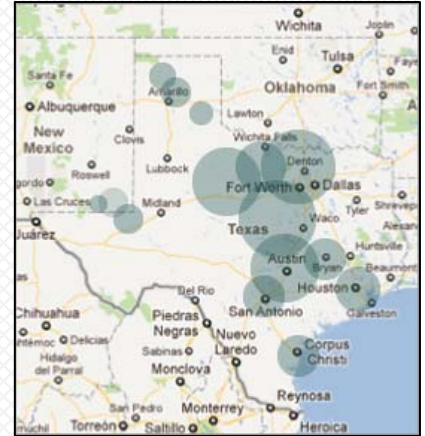 Wichita
Joplin
Enid
Tulsa
Santa Fe
Amarillo
Oklahoma
Fort Smith
Albuquerque
Lawton
New
Mexico
Clovis
Wichita Falls
Roswell
Lubbock
Denton
Fort Worth
Dallas
Las Cruces
Midland
Tyler
Shrevep
Juárez
Texas
Waco
Huntsville
Austin
Bryan
Beaumont
Houston
Del Rio
San Antonio
Galveston
Chihuahua
Piedras
Negras
Nuevo
Laredo
Corpus
Christi
Delicias
Hidalgo
del Parral
Sabinas
Monclova
Reynosa
San Pedro
Monterrey
Torreón
Saltillo
Heroica